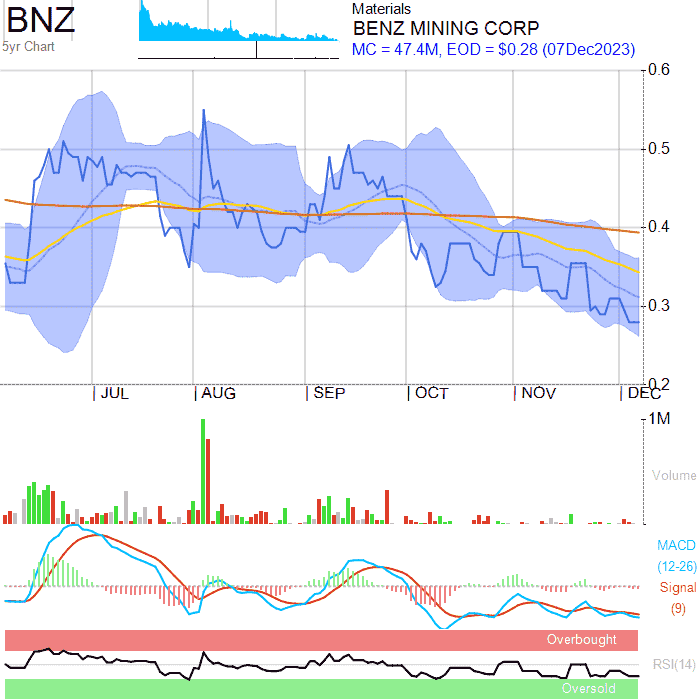 BNZ
5yr Chart
Materials
BENZ MINING CORP
MC = 47.4M, EOD = $0.28 (07Dec2023)
0.6
0.5
0.4
0.3
0.2
JUL AUG SEP OCT NOV DEC
1M
Volume
MACD
(12-26)
Signal
(9)
Overbought
RSI(14)
Oversold